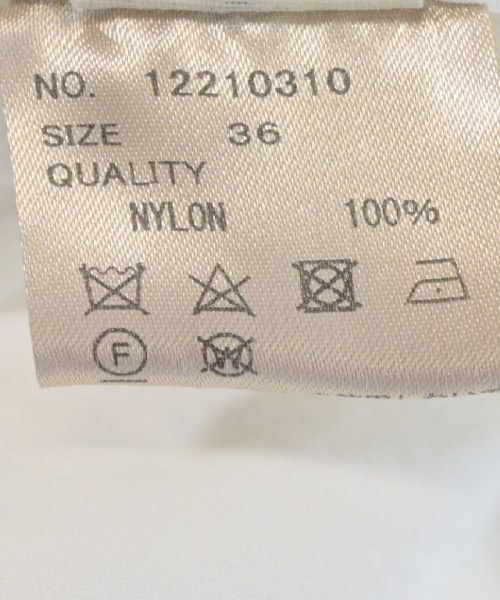 NO. 12210310
SIZE 36
QUALITY
NYLON 100%
F
W